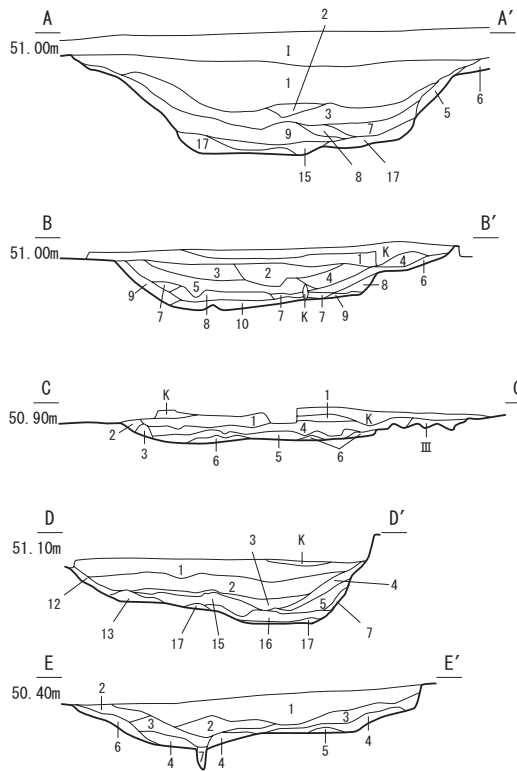 A 2 A′
51.00m I
1
3 5 6
17 9 7
15 8 17
B B′
51.00m 1 K
3 2 4 4 6
9 7 5 8 10 7 K 7 9 8
C K 1 C
50.90m 1 K
2 4
3 6 5 6 III
D D′
51.10m 3 K
1
2 4
12 5
13 17 15 16 17 7
E E′
50.40m 2 1
3 2 3
6 4 7 4 5 4